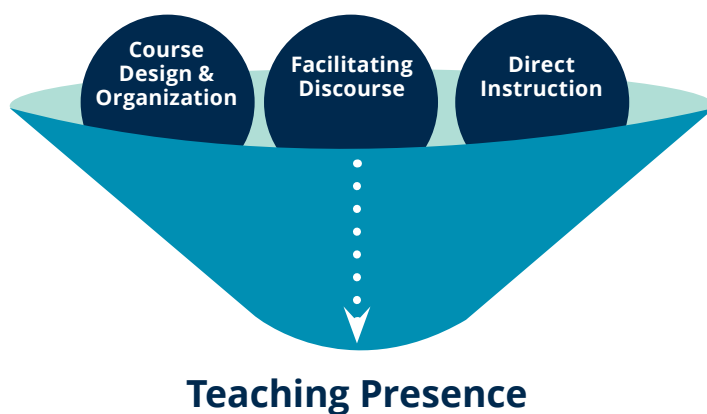 Course
Design &
Organization
Facilitating
Discourse
Direct
Instruction
Teaching Presence